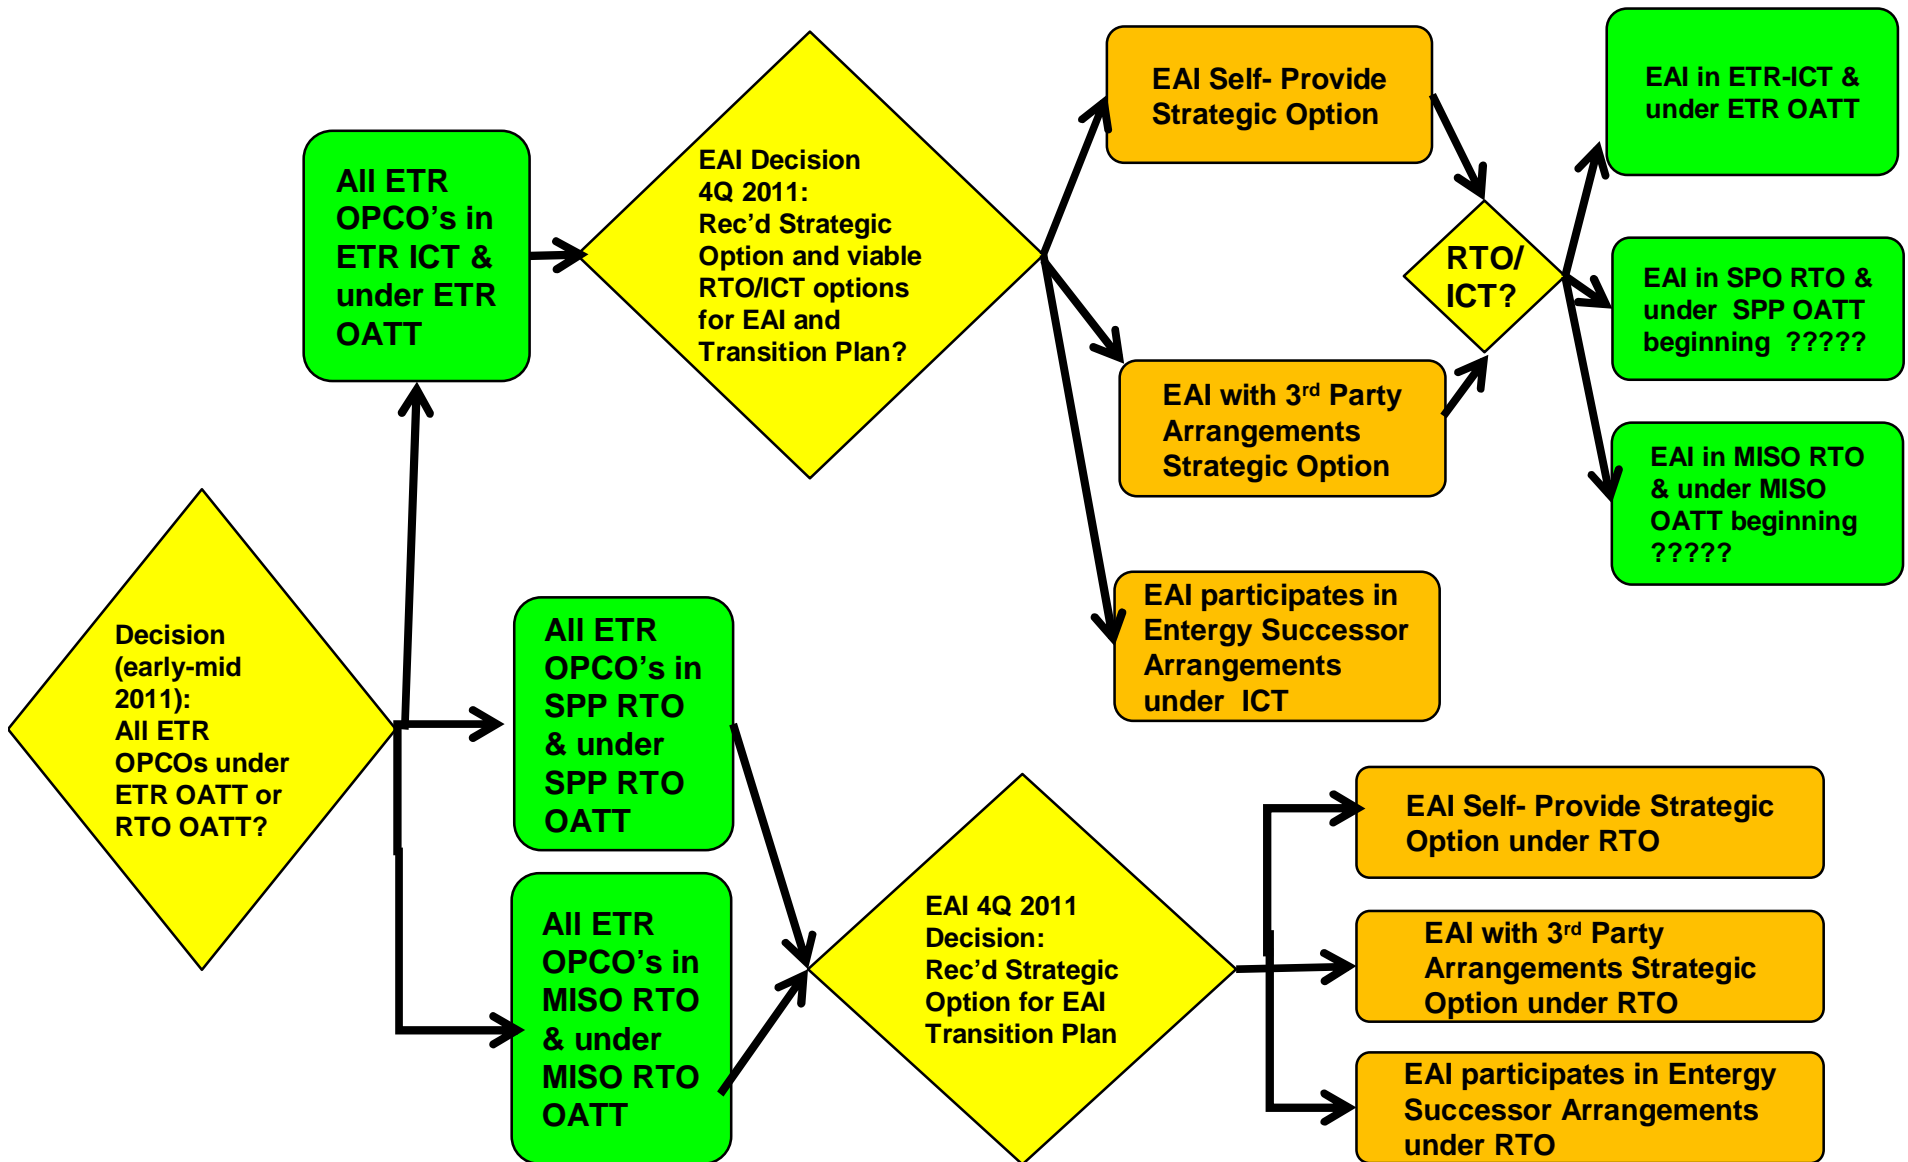 All ETR
OPCO’s in
ETR ICT &
under ETR
OATT
EAI Decision
4Q 2011:
Rec’d Strategic
Option and viable
RTO/ICT options
for EAI and
Transition Plan?
EAI Self- Provide
Strategic Option
EAI with 3rd Party
Arrangements
Strategic Option
EAI participates in
Entergy Successor
Arrangements
under ICT
RTO/
ICT?
EAI in ETR-ICT &
under ETR OATT
EAI in SPO RTO &
under SPP OATT
beginning ?????
EAI in MISO RTO
& under MISO
OATT beginning
?????
Decision
(early-mid
2011):
All ETR
OPCOs under
ETR OATT or
RTO OATT?
All ETR
OPCO’s in
SPP RTO
& under
SPP RTO
OATT
All ETR
OPCO’s in
MISO RTO
& under
MISO RTO
OATT
EAI 4Q 2011
Decision:
Rec’d Strategic
Option for EAI
Transition Plan
EAI Self- Provide Strategic
Option under RTO
EAI with 3rd Party
Arrangements Strategic
Option under RTO
EAI participates in Entergy
Successor Arrangements
under RTO